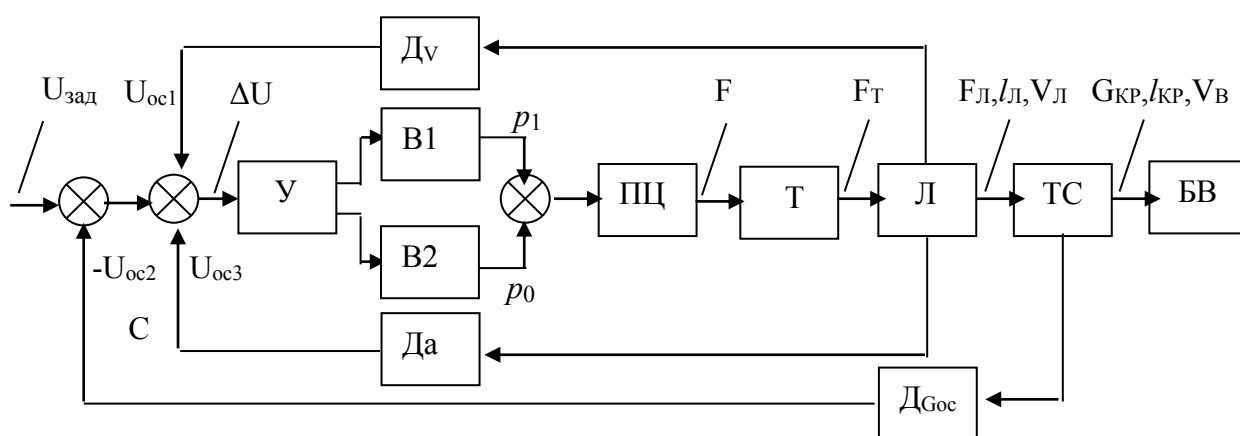 Дv
Uзад
Uос1
ΔU
В1
p1
F
FТ
FЛ,lЛ,VЛ
GКР,lКР,VВ
У
ПЦ
Т
Л
ТС
БВ
В2
p0
-Uос2
Uос3
С
Да
ДGос